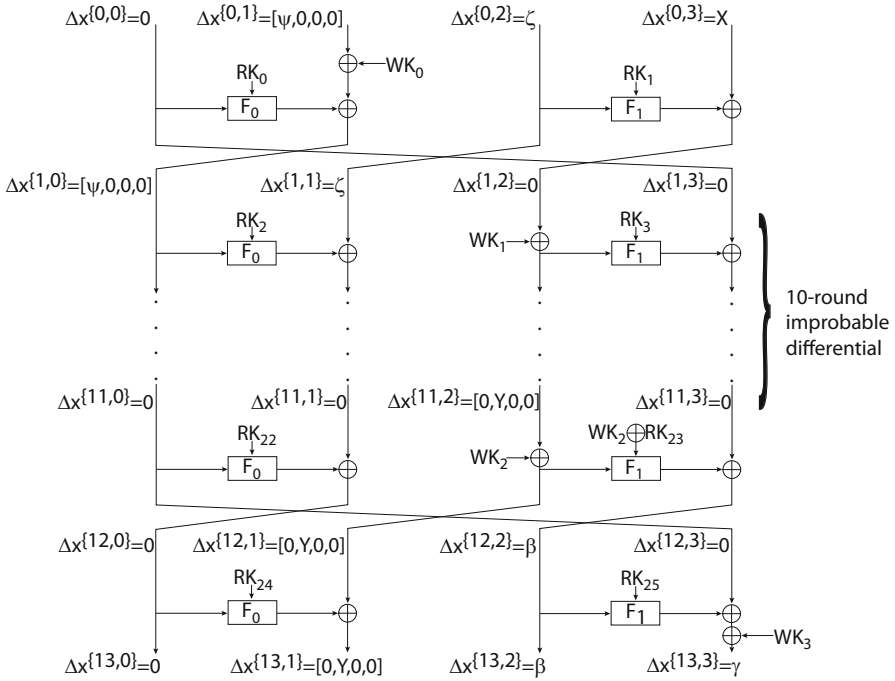 Δx{0,0}=0 Δx{0,1}=[ψ,0,0,0] Δx{0,2}=ζ Δx{0,3}=X
WK0
RK0 RK1
F0 F1
Δx{1,0}=[ψ,0,0,0] Δx{1,1}=ζ Δx{1,2}=0 Δx{1,3}=0
RK2 RK3
WK1
F0 F1
10-round
improbable
differential
Δx{11,0}=0 Δx{11,1}=0 Δx{11,2}=[0,Y,0,0] Δx{11,3}=0
RK22 WK2 RK23
WK2
F0 F1
Δx{12,0}=0 Δx{12,1}=[0,Y,0,0] Δx{12,2}=β Δx{12,3}=0
RK24 RK25
F0 F1
WK3
Δx{13,0}=0 Δx{13,1}=[0,Y,0,0] Δx{13,2}=β Δx{13,3}=γ